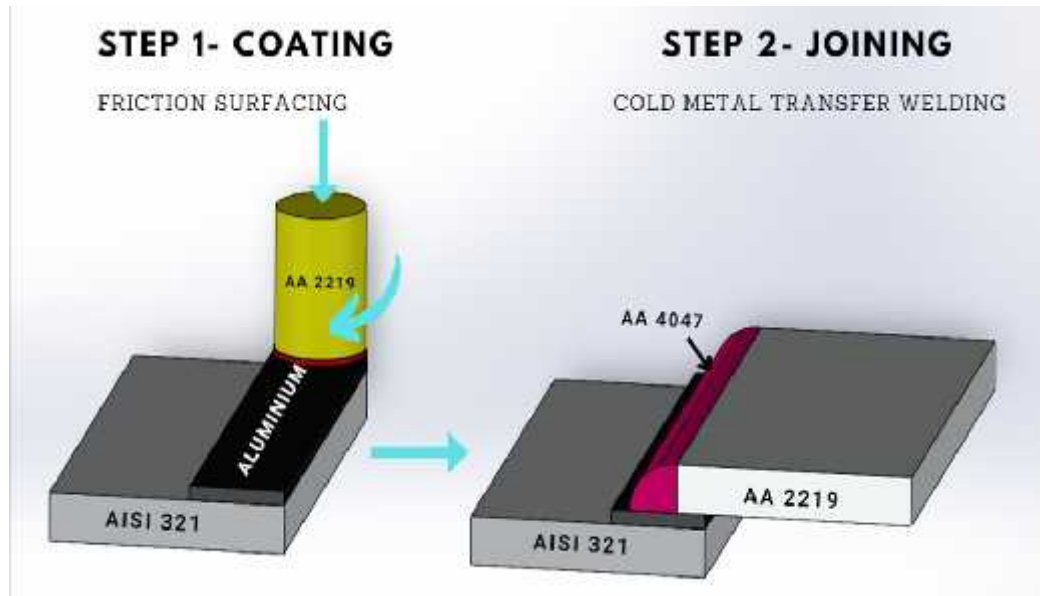 STEP 1- COATING
FRICTION SURFACING
AA 2219
ALUMINIUM
AISI 321
STEP 2- JOINING
COLD METAL TRANSFER WELDING
AA 4047
AA 2219
AISI 321